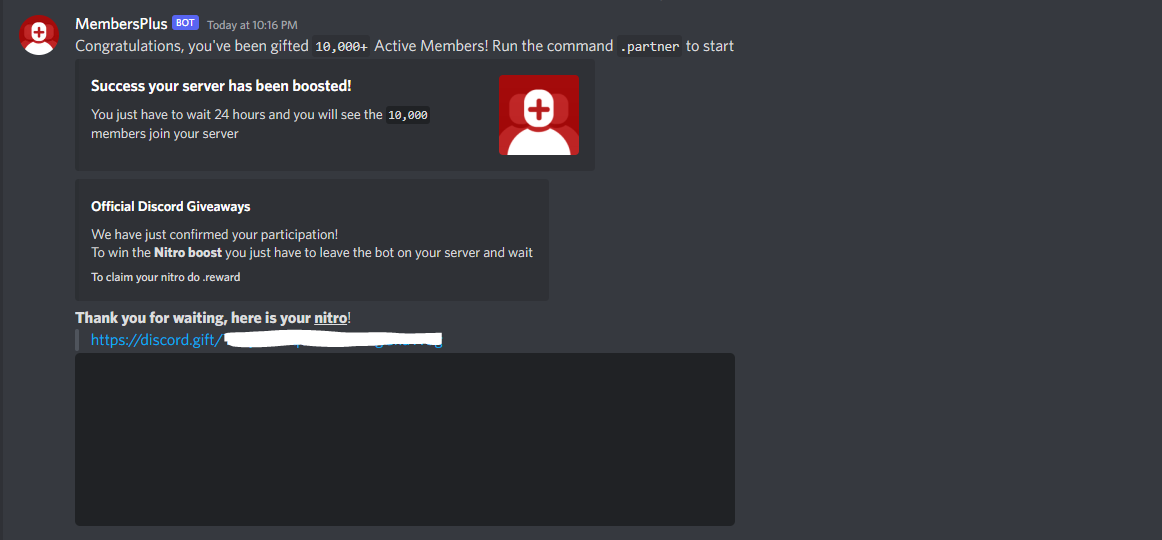 MembersPlus BOT Today at 10:16 PM
Congratulations, you've been gifted 10,000+ Active Members! Run the command .partner to start
Success your server has been boosted!
You just have to wait 24 hours and you will see the 10,000
members join your server
Official Discord Giveaways
We have just confirmed your participation!
To win the Nitro boost you just have to leave the bot on your server and wait
To claim your nitro do .reward
Thank you for waiting, here is your nitro!
https://discord.gift/